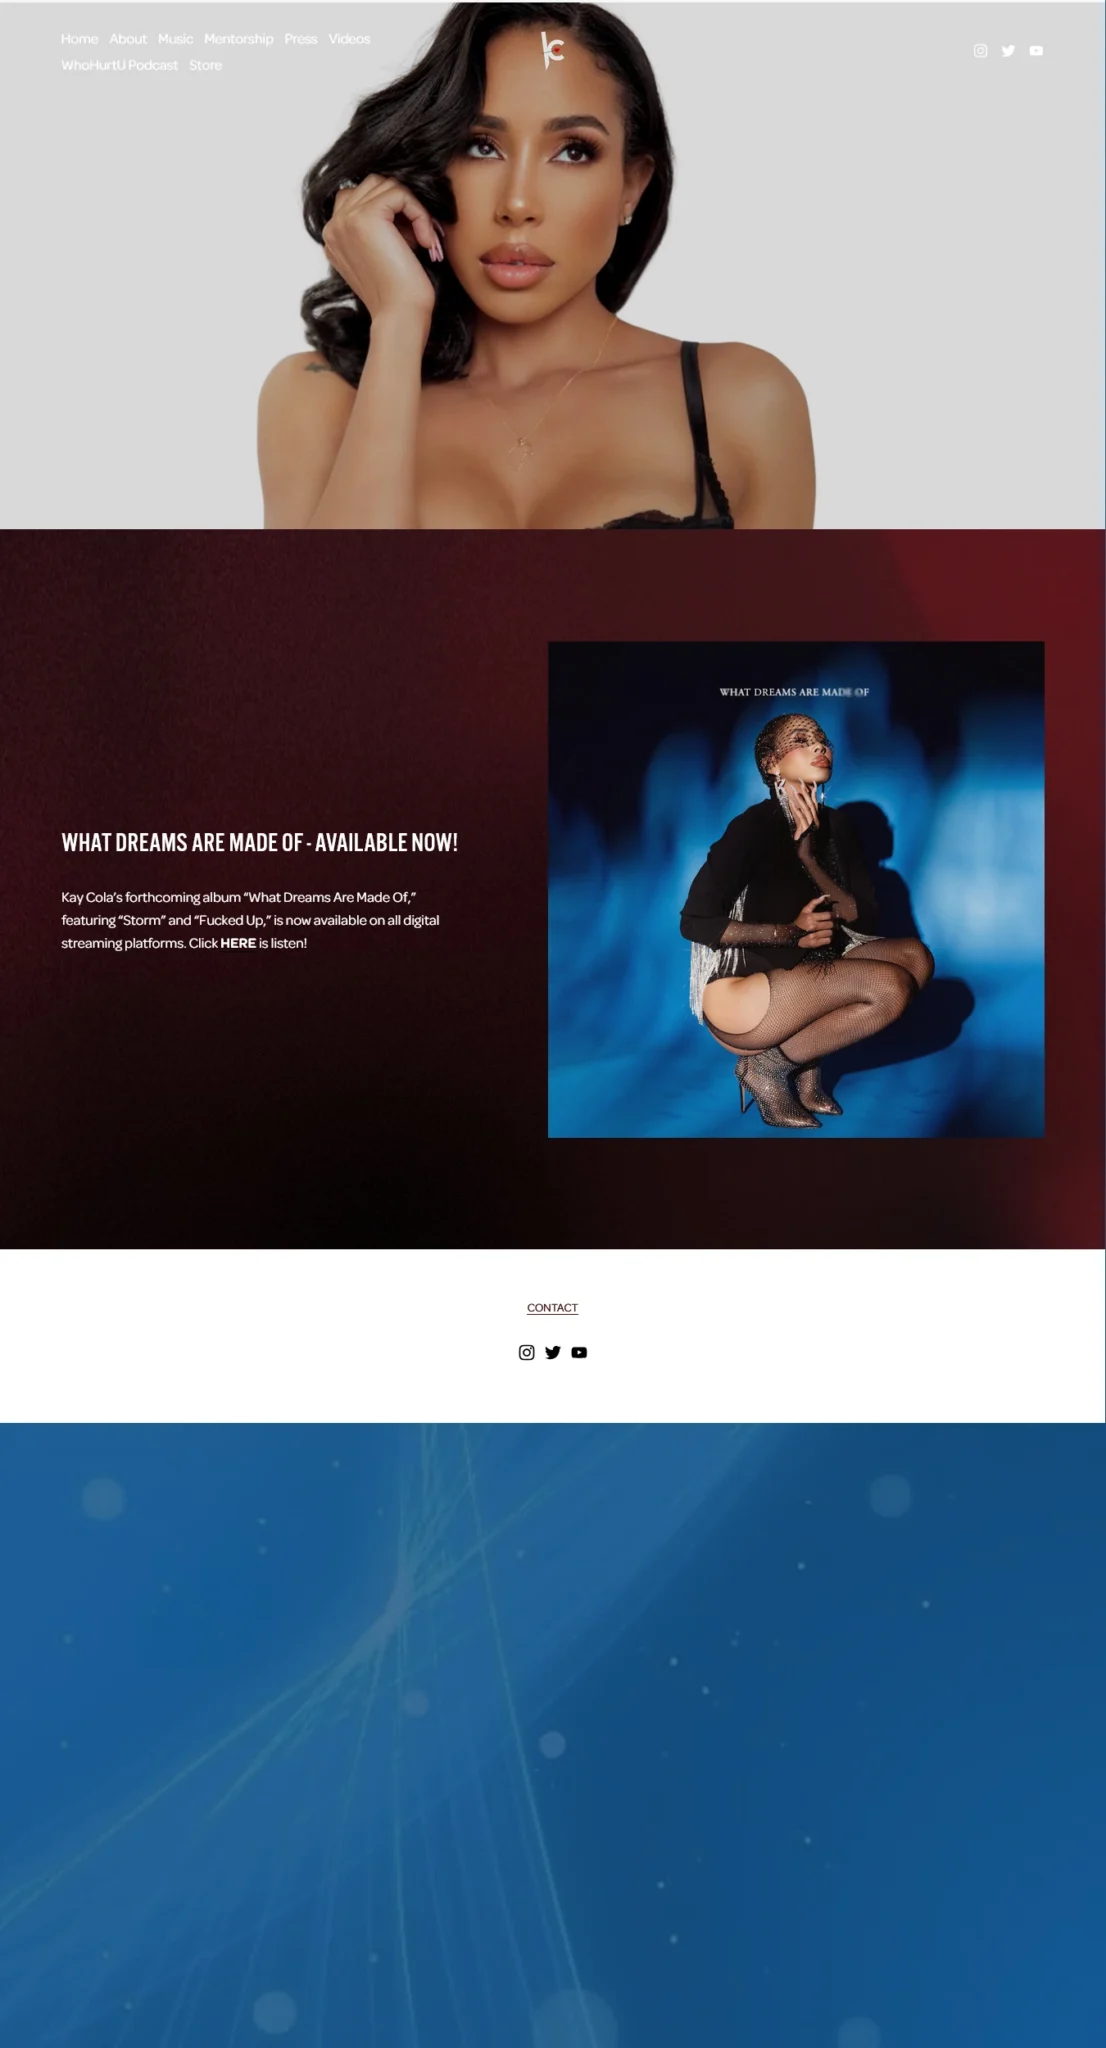 Home About Music Mentorship Press Videos
WhoHurtU Podcast Store
KC
WHAT DREAMS ARE MADE OF
WHAT DREAMS ARE MADE OF - AVAILABLE NOW!
Kay Cola’s forthcoming album “What Dreams Are Made Of,”
featuring “Storm” and “Fucked Up,” is now available on all digital
streaming platforms. Click HERE is listen!
CONTACT